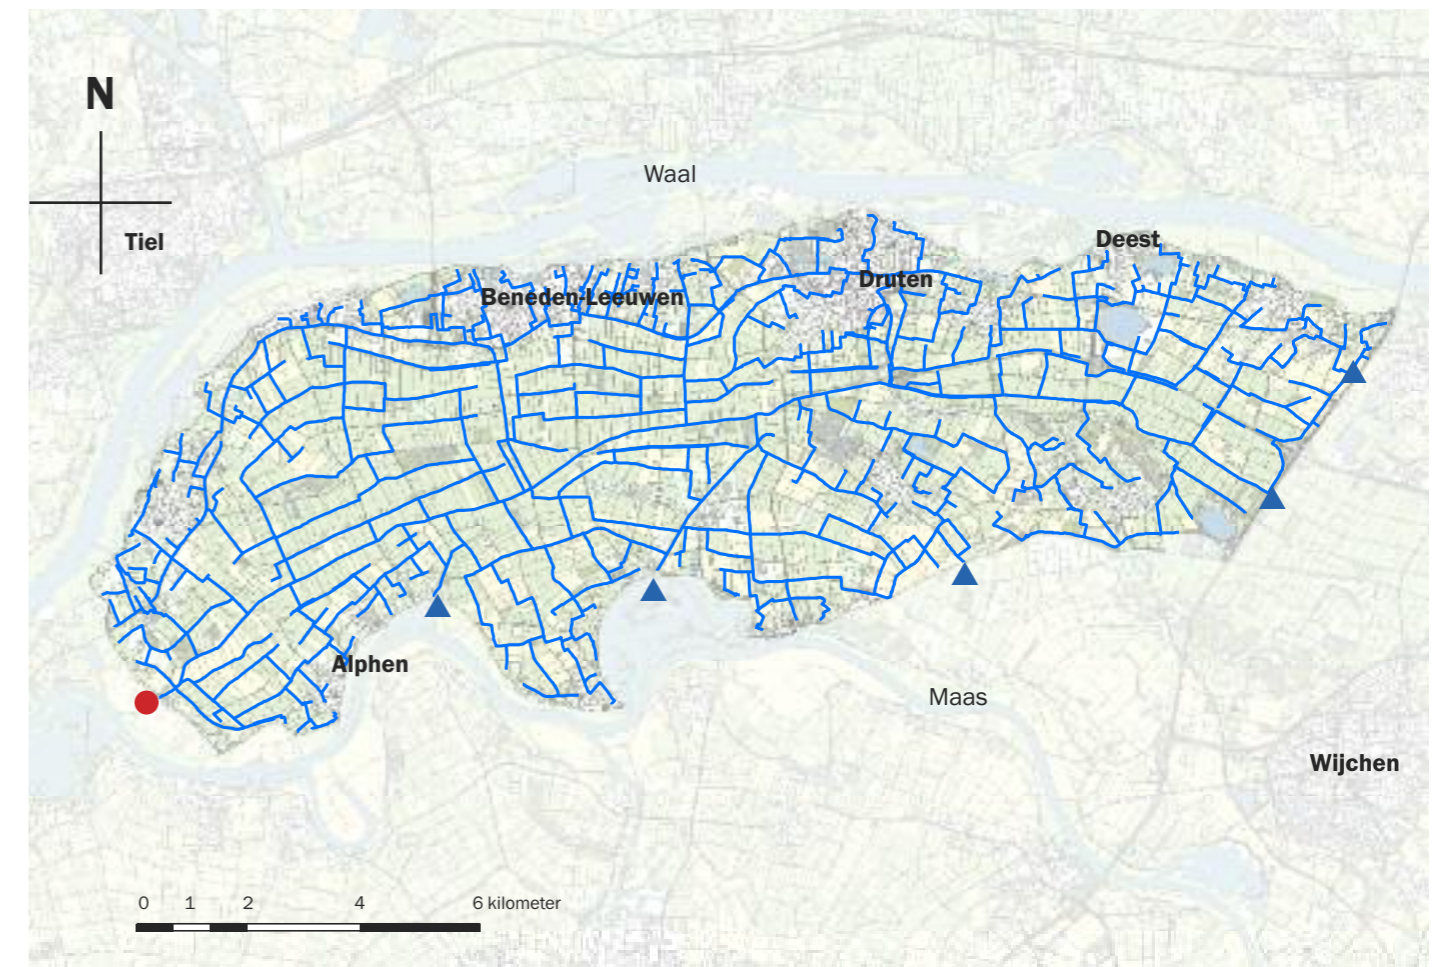 N
Waal
Tiel
Deest
Druten
Beneden-Leeuwen
Alphen
Maas
Wijchen
0 1 2 4 6 kilometer